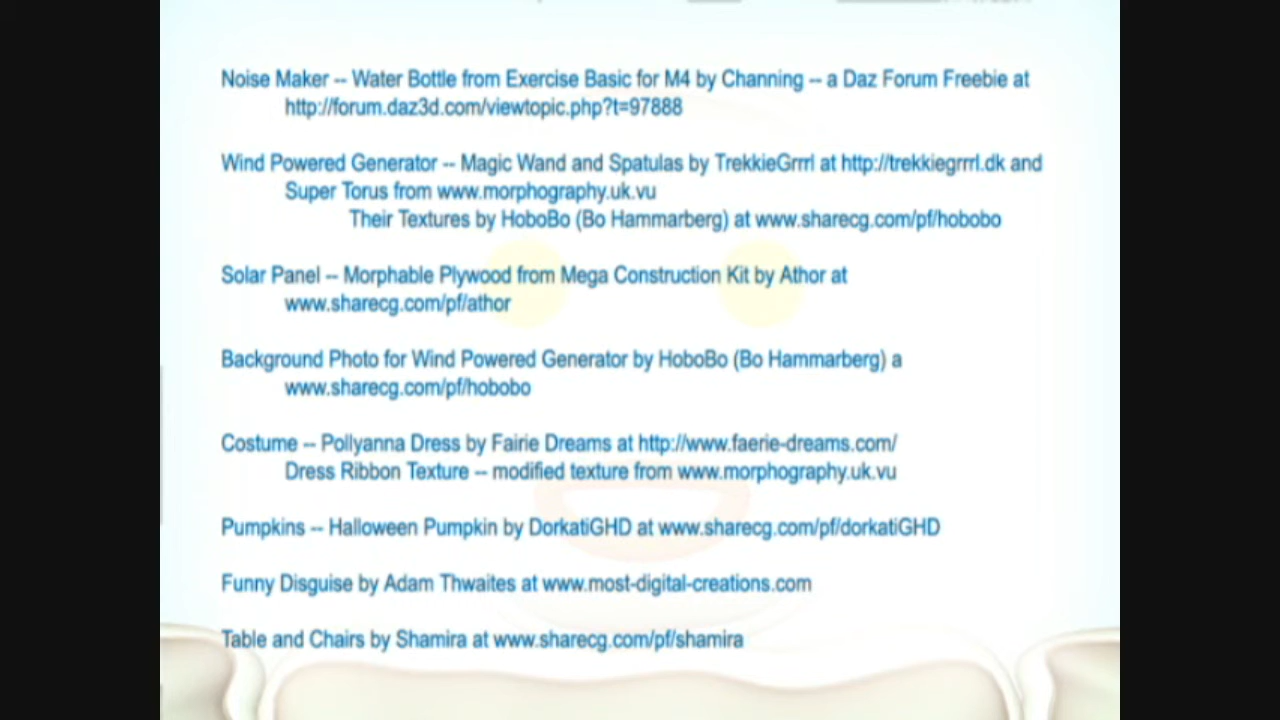 Noise Maker -- Water Bottle from Exercise Basic for M4 by Channing -- a Daz Forum Freebie at
http://forum.daz3d.com/viewtopic.php?t=97888
Wind Powered Generator -- Magic Wand and Spatulas by TrekkieGrrrl at http://trekkiegrrrl.dk and
Super Torus from www.morphography.uk.vu
Their Textures by HoboBo (Bo Hammarberg) at www.sharecg.com/pf/hobobo
Solar Panel -- Morphable Plywood from Mega Construction Kit by Athor at
www.sharecg.com/pf/athor
Background Photo for Wind Powered Generator by HoboBo (Bo Hammarberg) a
www.sharecg.com/pf/hobobo
Costume -- Pollyanna Dress by Fairie Dreams at http://www.faerie-dreams.com/
Dress Ribbon Texture -- modified texture from www.morphography.uk.vu
Pumpkins -- Halloween Pumpkin by DorkatiGHD at www.sharecg.com/pf/dorkatiGHD
Funny Disguise by Adam Thwaites at www.most-digital-creations.com
Table and Chairs by Shamira at www.sharecg.com/pf/shamira